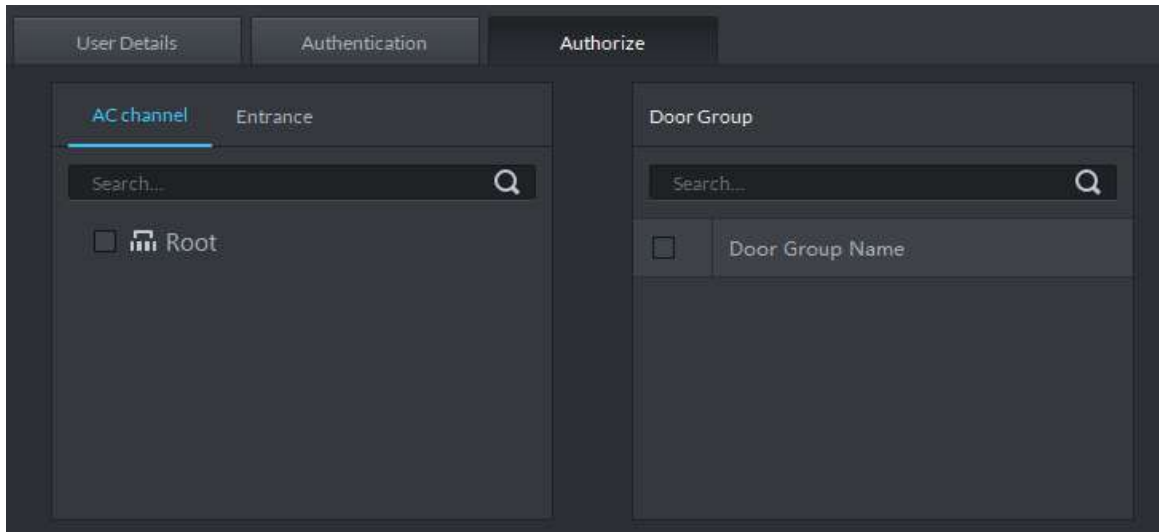 User Details
Authentication
Authorize
AC channel
Entrance
Search...
Root
Door Group
Search...
Door Group Name